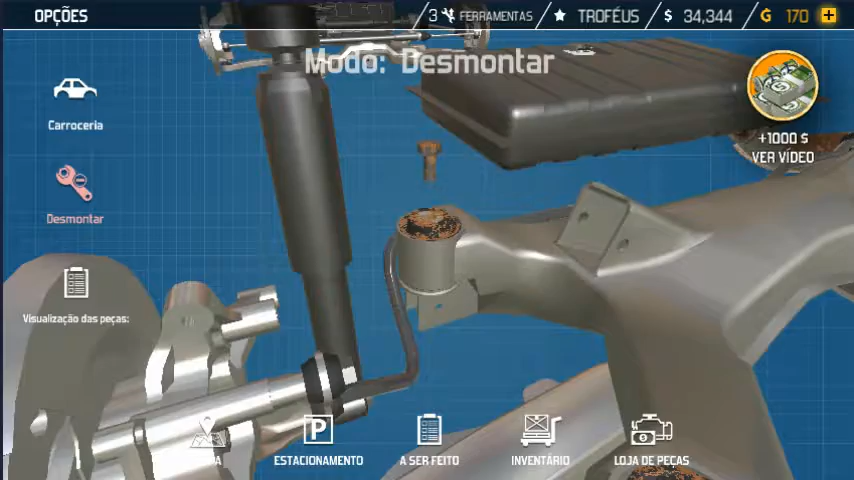 OPÇÕES
3 FERRAMENTAS
TROFÉUS
$ 34,344
G 170
Modo: Desmontar
Carroceria
+1000 $
VER VÍDEO
Desmontar
Visualização das peças:
P
ESTACIONAMENTO
A SER FEITO
INVENTÁRIO
LOJA DE PEÇAS